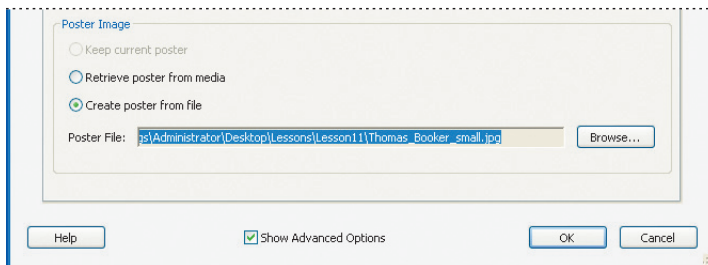 Poster Image
Keep current poster
Retrieve poster from media
Create poster from file
Poster File: gs\Administrator\Desktop\Lessons\Lesson11\Thomas_Booker_small.jpg Browse...
Help Show Advanced Options OK Cancel